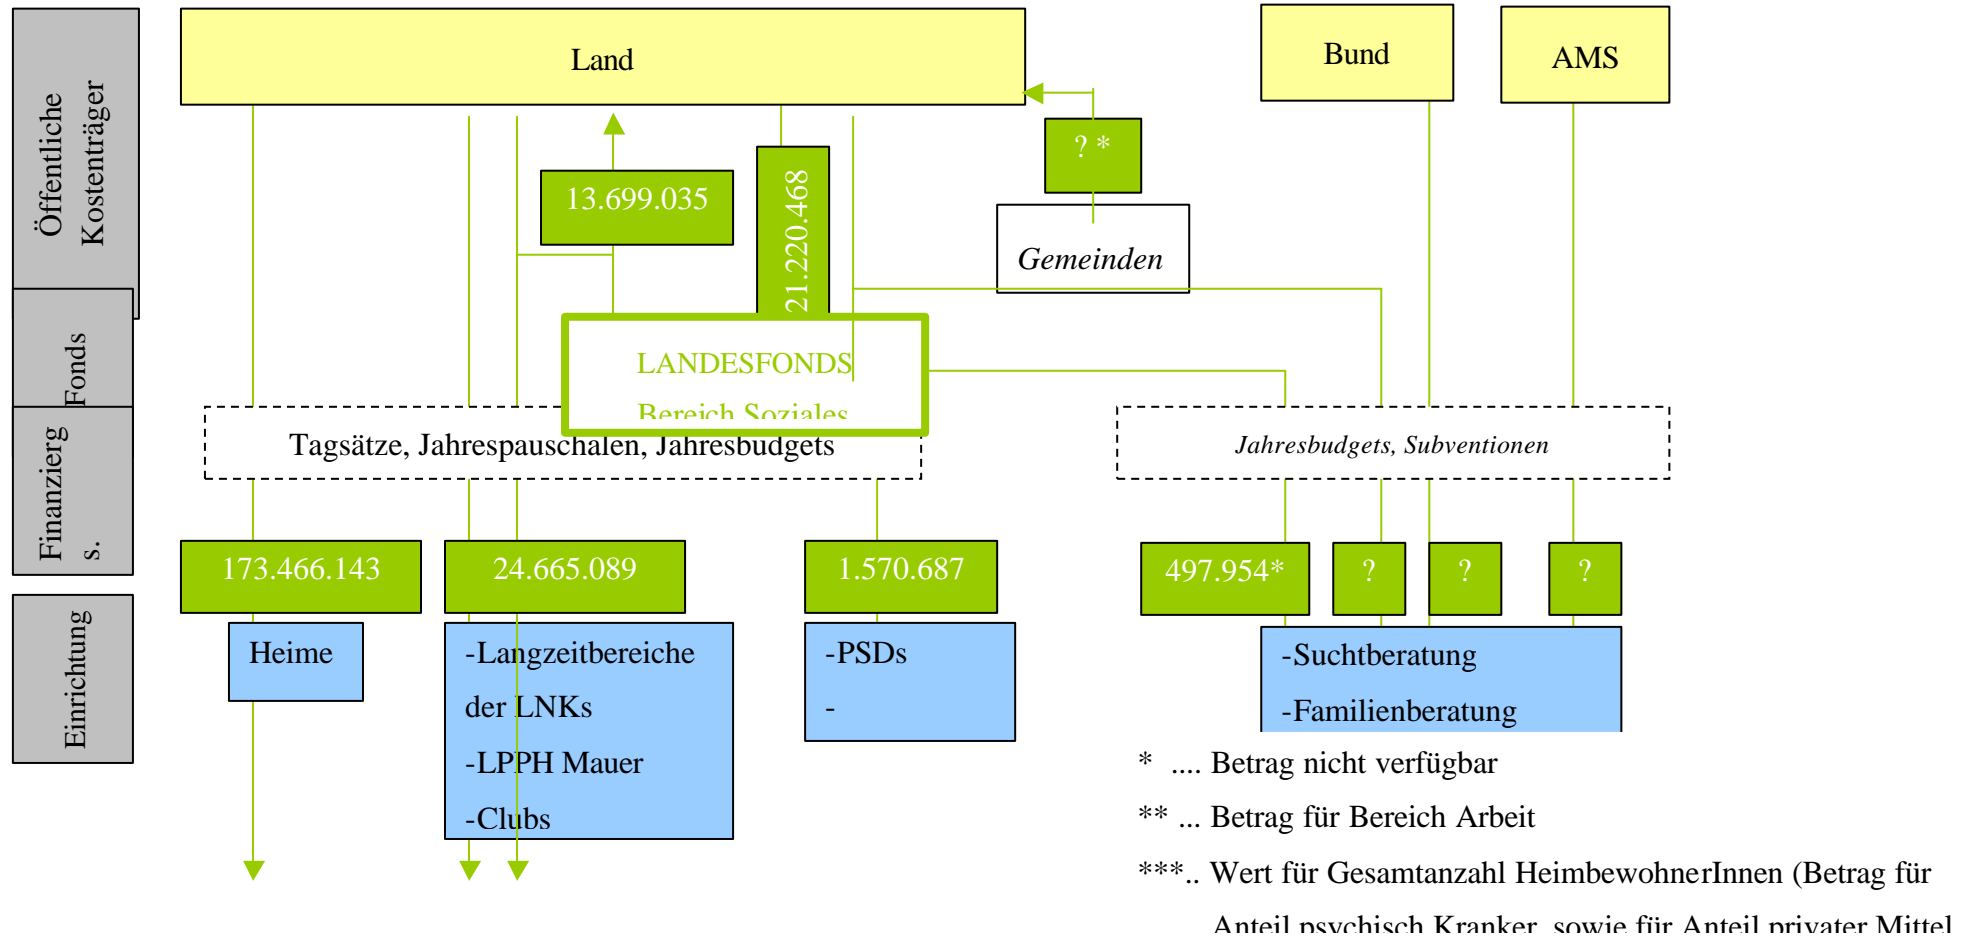 Öffentliche
Kostenträger
Land
Bund
AMS
? *
13.699.035
21.220.468
Gemeinden
Fonds
LANDESFONDS
Bereich Soziales
Finanzierg
s.
Tagsätze, Jahrespauschalen, Jahresbudgets
Jahresbudgets, Subventionen
173.466.143
24.665.089
1.570.687
497.954*
?
?
?
Einrichtung
Heime
-Langzeitbereiche
der LNKs
-LPPH Mauer
-Clubs
-PSDs
-
-Suchtberatung
-Familienberatung
* .... Betrag nicht verfügbar
** ... Betrag für Bereich Arbeit
***.. Wert für Gesamtanzahl HeimbewohnerInnen (Betrag für
Anteil psychisch Kranker, sowie für Anteil privater Mittel